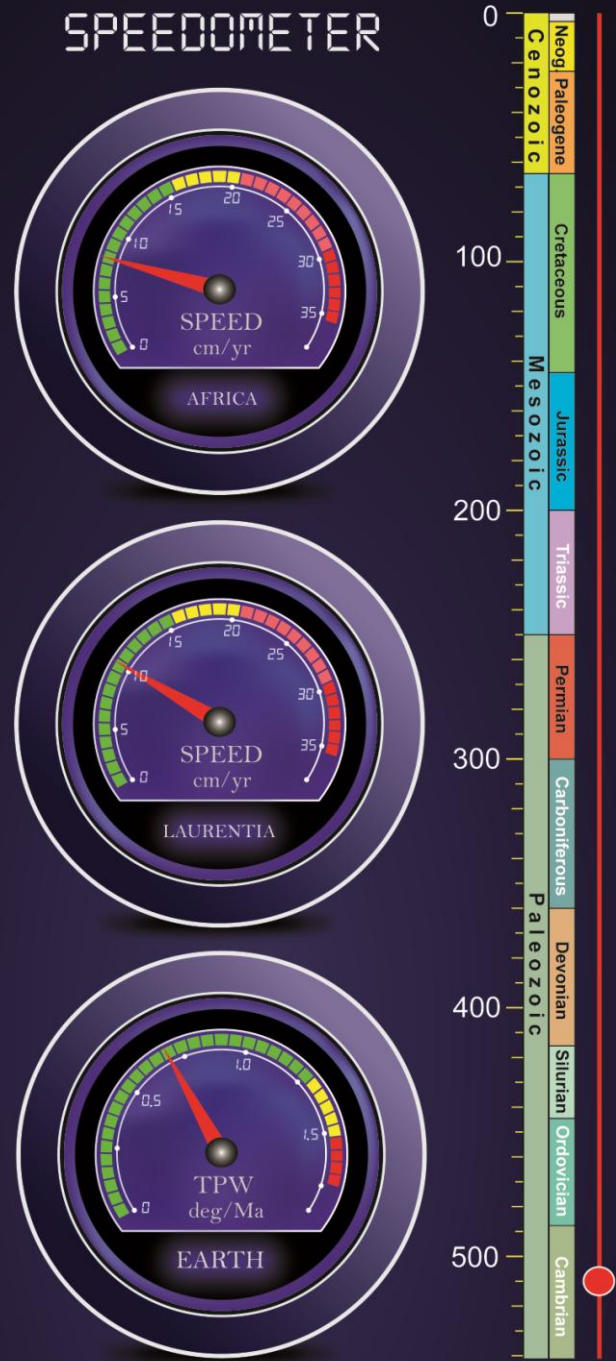 SPEEDOMETER
0
5
10
15
20
25
30
35
SPEED
cm/yr
AFRICA
0
5
10
15
20
25
30
35
SPEED
cm/yr
LAURENTIA
0
0.5
1.0
1.5
TPW
deg/Ma
EARTH
0
100
200
300
400
500
Cenozoic
Mesozoic
Paleozoic
Neog.
Paleogene
Cretaceous
Jurassic
Triassic
Permian
Carboniferous
Devonian
Silurian
Ordovician
Cambrian